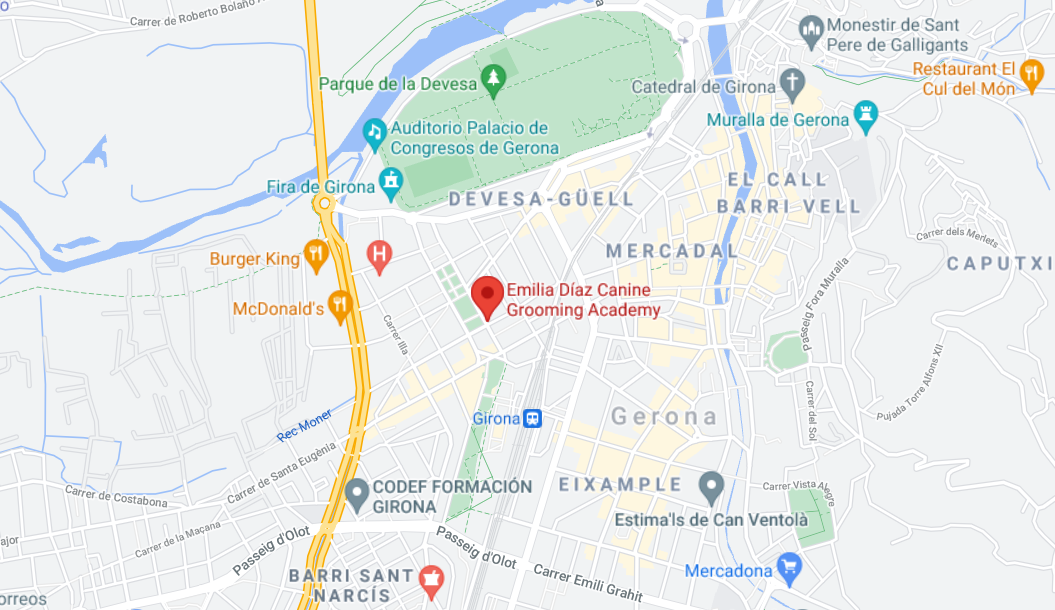 Carrer de Roberto Bolaño
Monestir de Sant
Pere de Galligants
Restaurant El
Cul del Món
Parque de la Devesa
Catedral de Girona
Muralla de Gerona
Auditorio Palacio de
Congresos de Gerona
Fira de Girona
DEVESA-GÜELL
EL CALL
BARRI VELL
MERCADAL
Carrer dels Merlets
CAPUTXI
Burger King
H
McDonald's
Emilia Díaz Canine
Grooming Academy
Passeig Fora Muralla
Carrer Illa
Pujada Torre Alfons XII
Carrer del Sol
Girona
Gerona
Rec Moner
Carrer de Santa Eugènia
CODEF FORMACIÓN
GIRONA
EIXAMPLE
Carrer Vista Alegre
Carrer de Costabona
Estima'ls de Can Ventolà
Carrer de la Maçana
Passeig d'Olot
Passeig d'Olot
Carrer Emili Grahit
Mercadona
BARRI SANT
NARCÍS